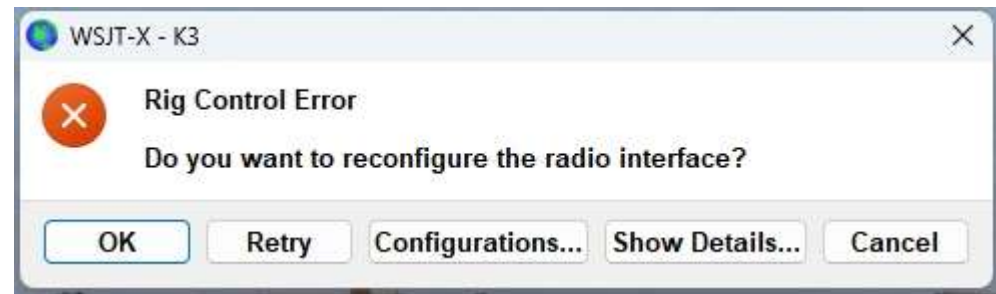 WSJT-X - K3
Rig Control Error
Do you want to reconfigure the radio interface?
OK Retry Configurations... Show Details... Cancel